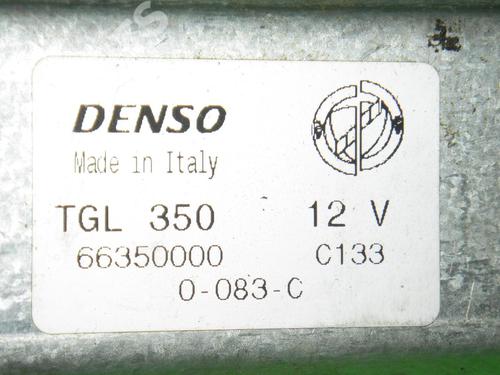 DENSO
Made in Italy
TGL 350 12 V
66350000 C133
0-083-C